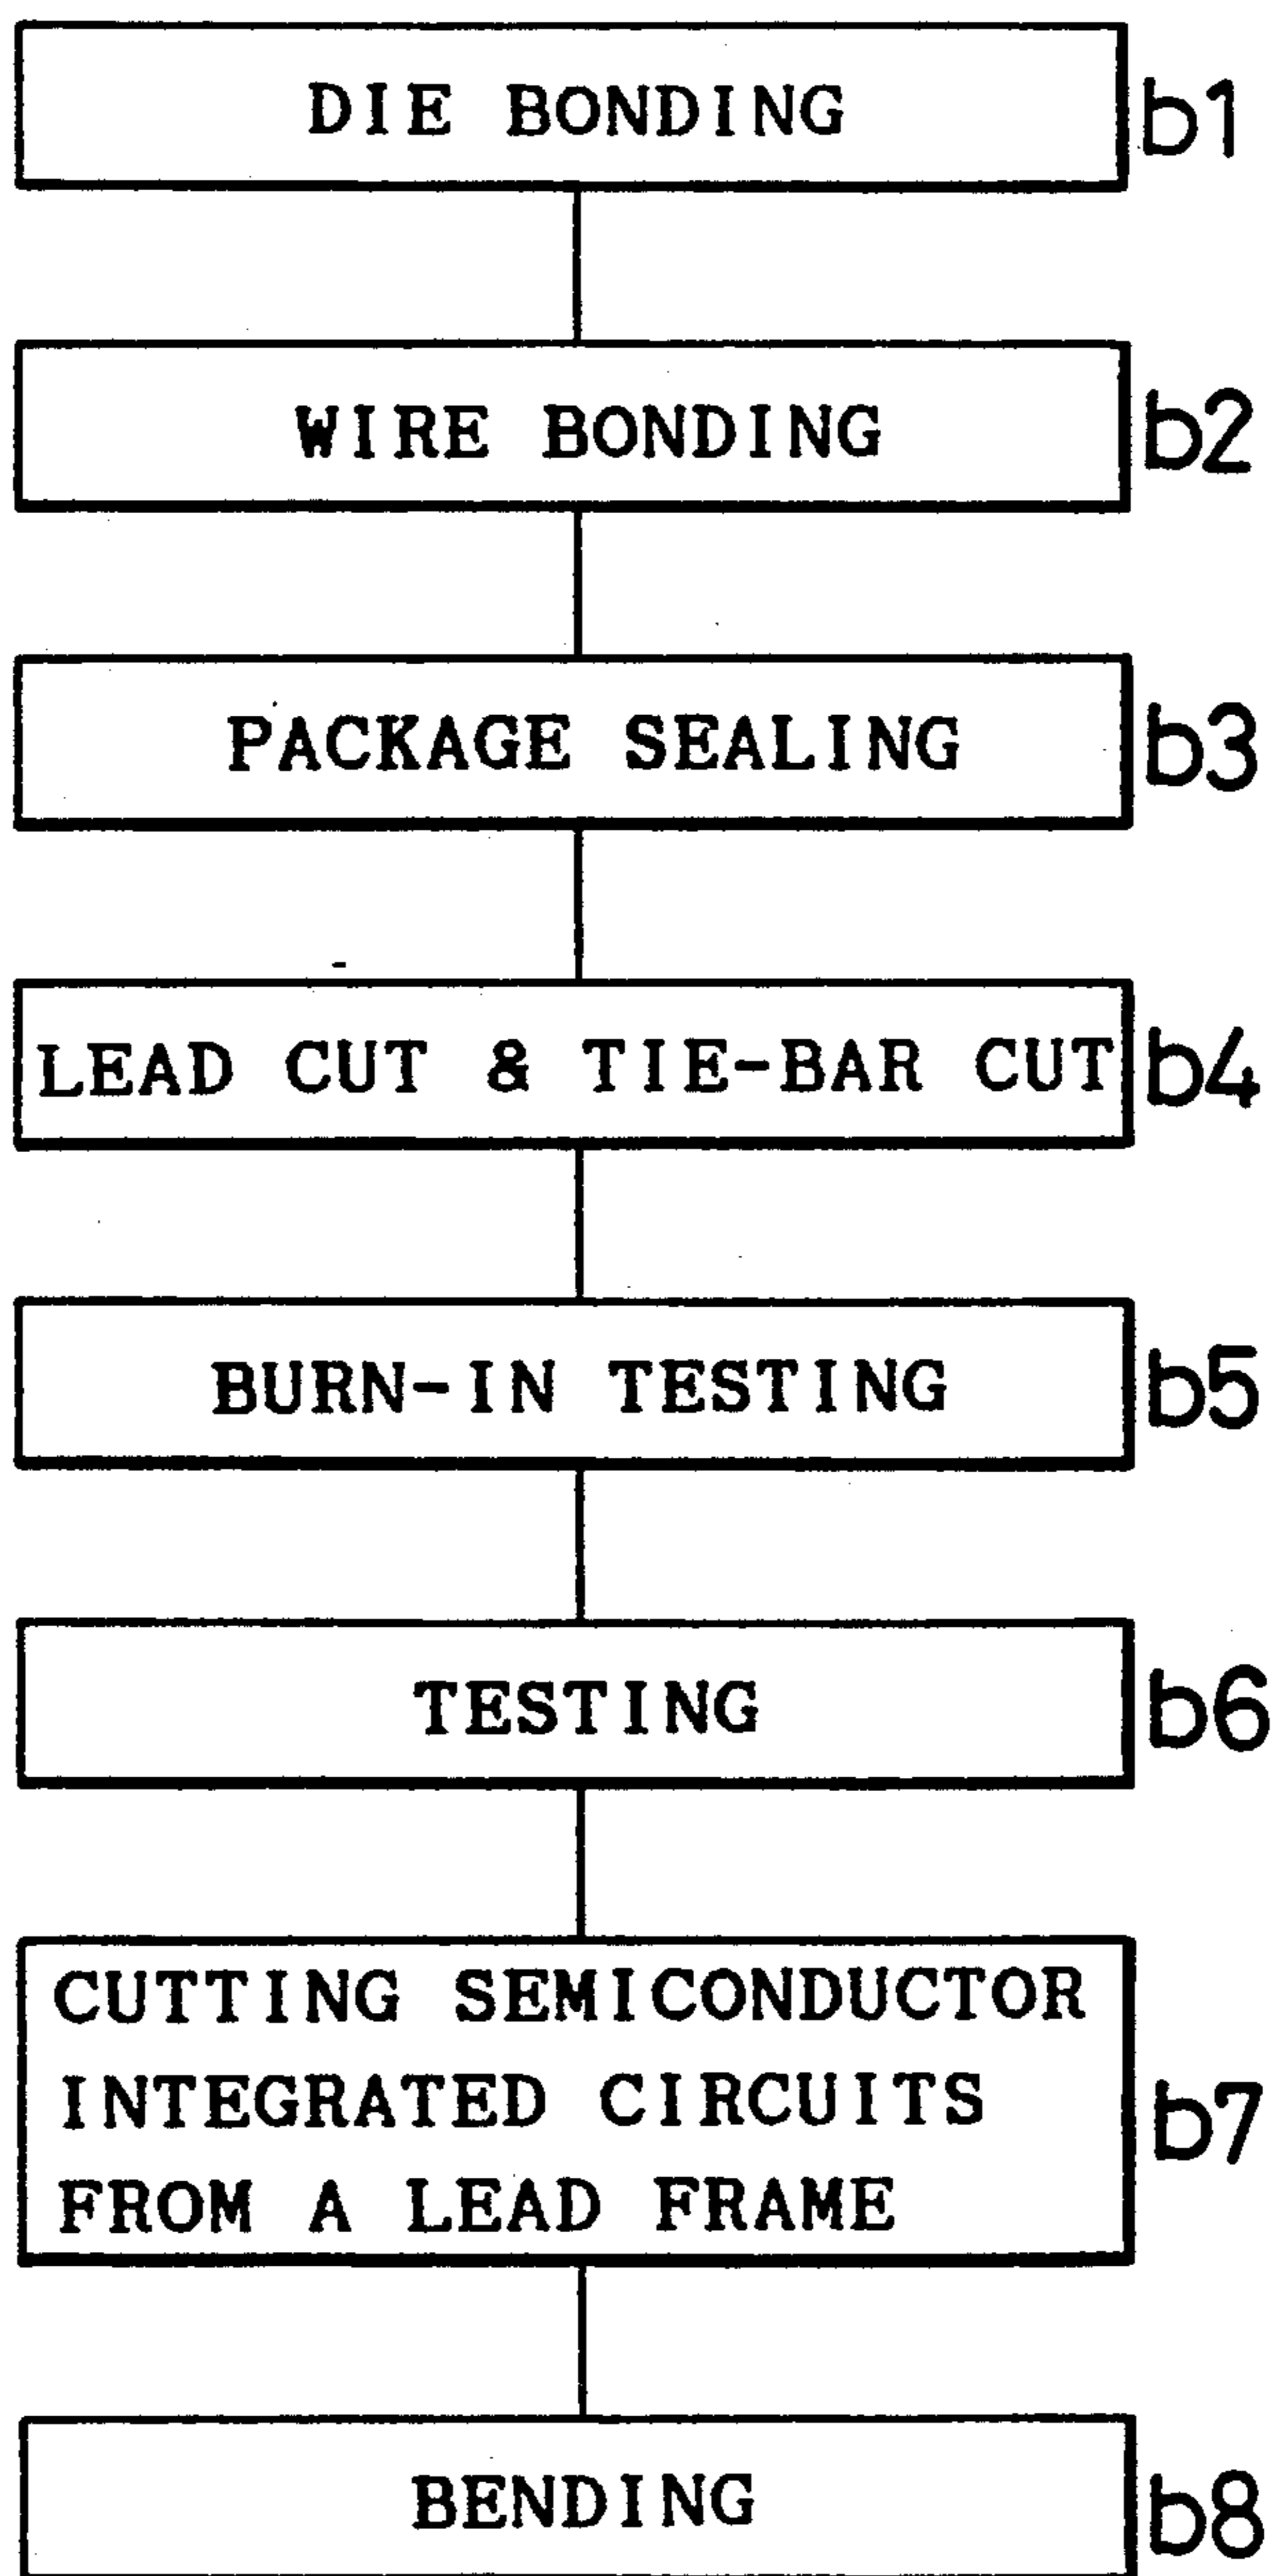 DIE BONDING b1
WIRE BONDING b2
PACKAGE SEALING b3
LEAD CUT & TIE-BAR CUT b4
BURN-IN TESTING b5
TESTING b6
CUTTING SEMICONDUCTOR
INTEGRATED CIRCUITS b7
FROM A LEAD FRAME
BENDING b8